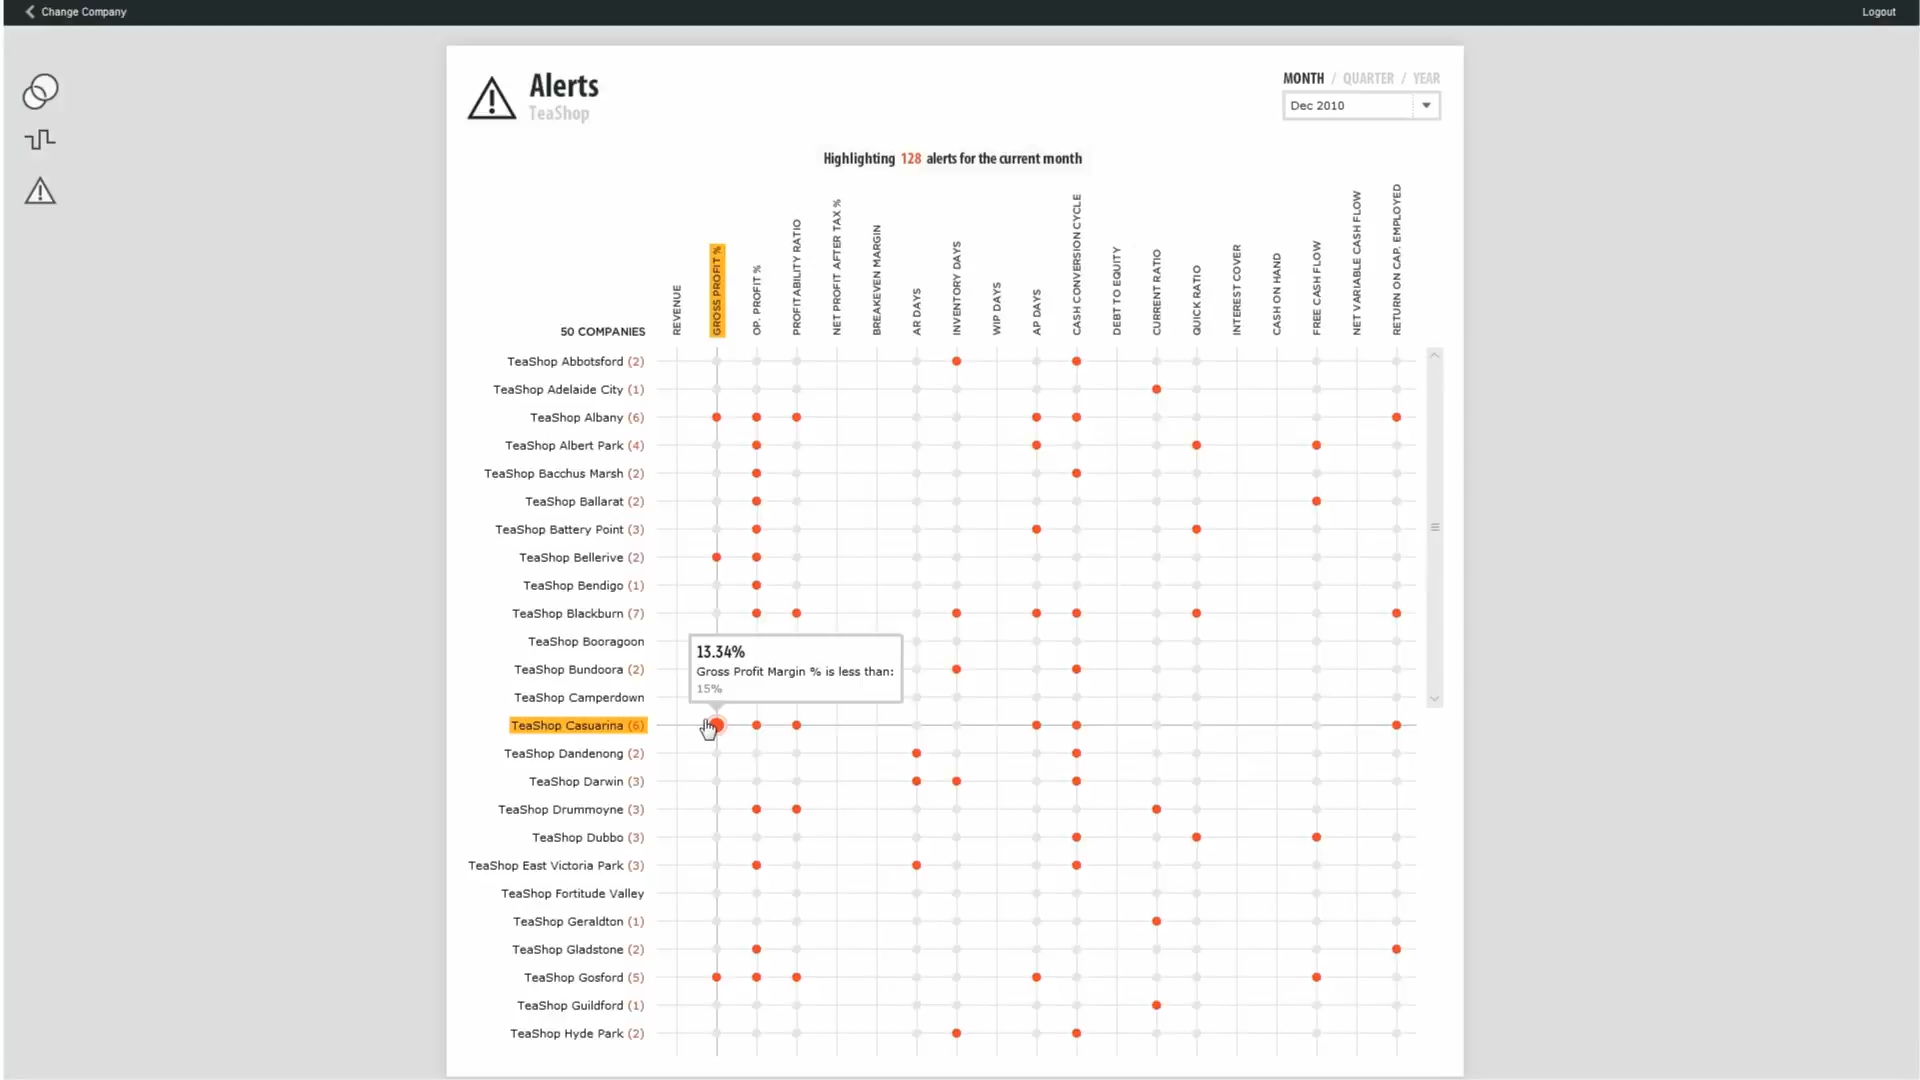 Change Company
Logout
Alerts
TeaShop
MONTH / QUARTER / YEAR
Dec 2010
Highlighting 128 alerts for the current month
50 COMPANIES
REVENUE
GROSS PROFIT %
OP. PROFIT %
PROFITABILITY RATIO
NET PROFIT AFTER TAX %
BREAKEVEN MARGIN
AR DAYS
INVENTORY DAYS
WIP DAYS
AP DAYS
CASH CONVERSION CYCLE
DEBT TO EQUITY
CURRENT RATIO
QUICK RATIO
INTEREST COVER
CASH ON HAND
FREE CASH FLOW
NET VARIABLE CASH FLOW
RETURN ON CAP. EMPLOYED
TeaShop Abbotsford (2)
TeaShop Adelaide City (1)
TeaShop Albany (6)
TeaShop Albert Park (4)
TeaShop Bacchus Marsh (2)
TeaShop Ballarat (2)
TeaShop Battery Point (3)
TeaShop Bellerive (2)
TeaShop Bendigo (1)
TeaShop Blackburn (7)
TeaShop Booragoon
TeaShop Bundoora (2)
TeaShop Camperdown
TeaShop Casuarina (6)
TeaShop Dandenong (2)
TeaShop Darwin (3)
TeaShop Drummoyne (3)
TeaShop Dubbo (3)
TeaShop East Victoria Park (3)
TeaShop Fortitude Valley
TeaShop Geraldton (1)
TeaShop Gladstone (2)
TeaShop Gosford (5)
TeaShop Guildford (1)
TeaShop Hyde Park (2)
13.34%
Gross Profit Margin % is less than:
15%